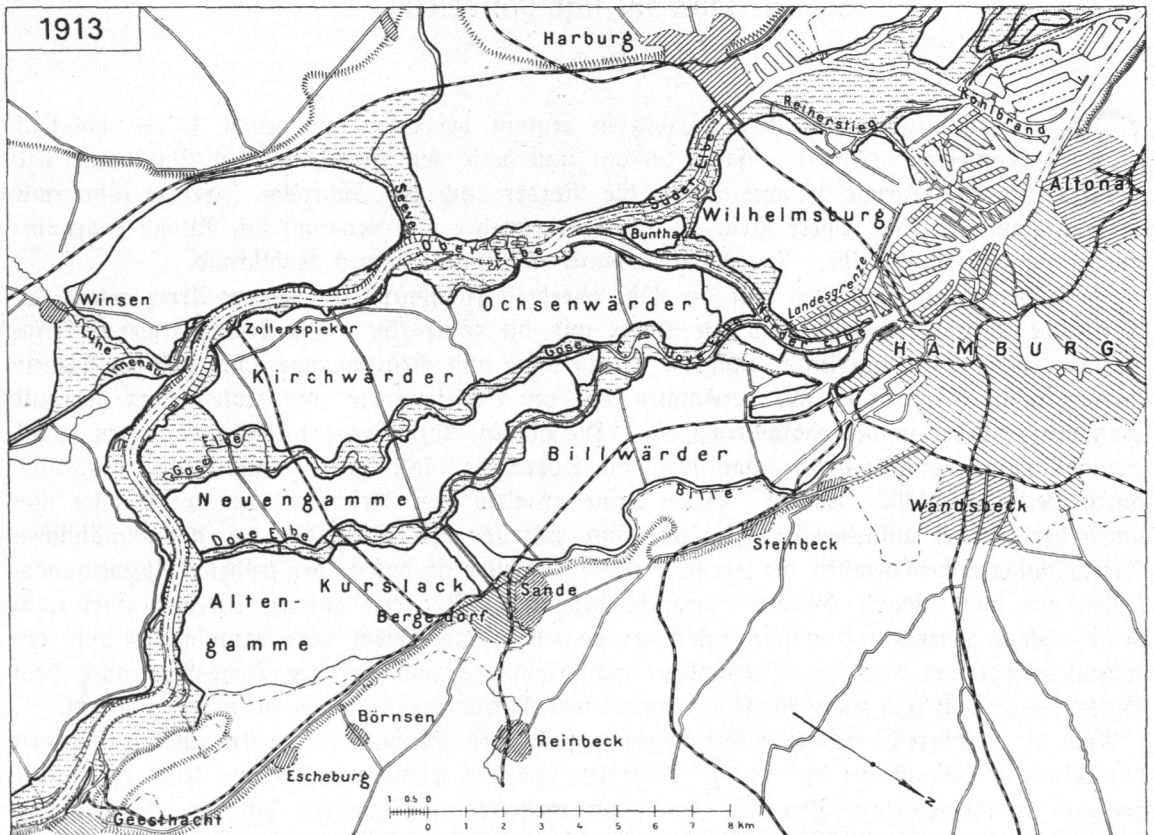 1913
Harburg
Reiherstieg
Köhlbrand
Altona
Seeve
Süder Elbe
Wilhelmsburg
Ober Elbe
Buntha
Ochsenwärder
Landesgrenze
Norder Elbe
Winsen
Luhe
Ilmenau
Zollenspieker
HAMBURG
Kirchwärder
Gose
Dove
Billwärder
Gose Elbe
Neuengamme
Bille
Wandsbeck
Steinbeck
Dove Elbe
Kurslack
Sande
Alten-
gamme
Bergedorf
Börnsen
Reinbeck
Escheburg
Geesthacht
N
0.5 0
0 1 2 3 4 5 6 7 8 km